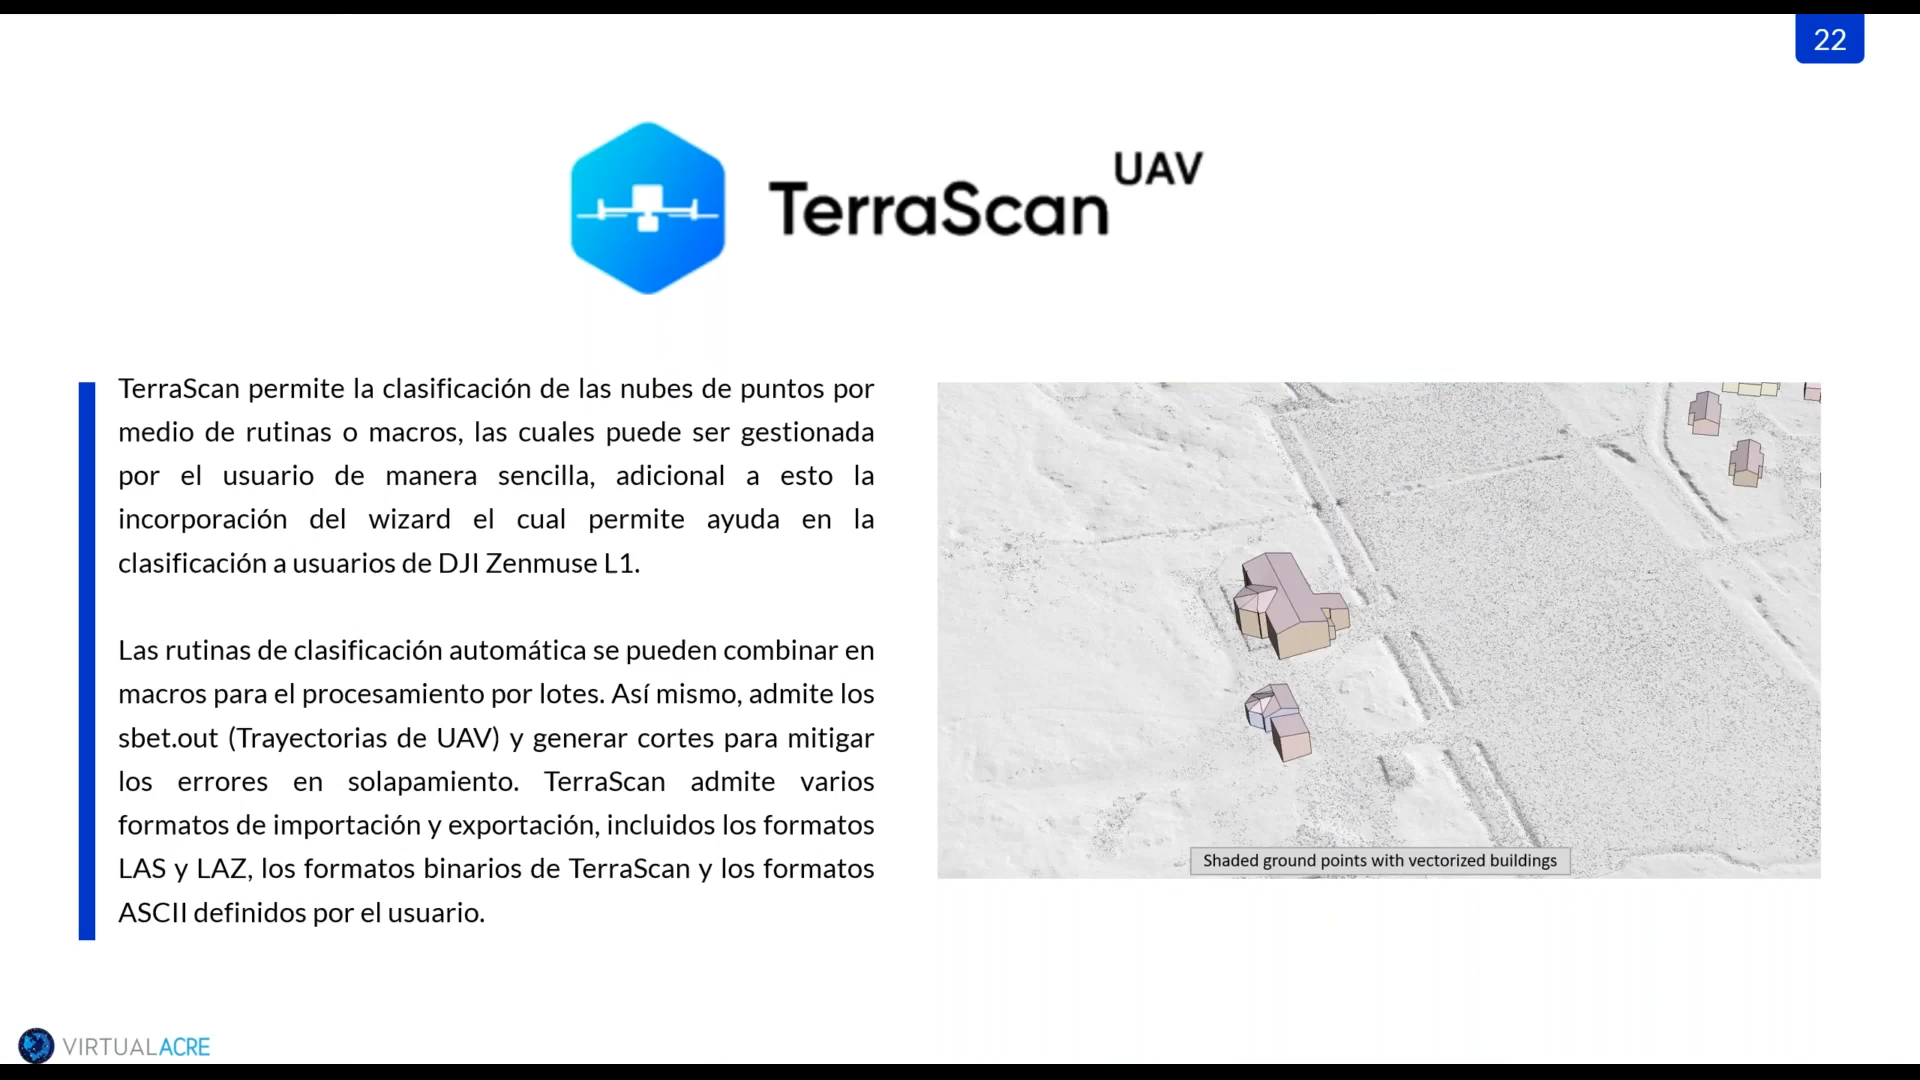 22
TerraScan UAV
TerraScan permite la clasificación de las nubes de puntos por
medio de rutinas o macros, las cuales puede ser gestionada
por el usuario de manera sencilla, adicional a esto la
incorporación del wizard el cual permite ayuda en la
clasificación a usuarios de DJI Zenmuse L1.
Las rutinas de clasificación automática se pueden combinar en
macros para el procesamiento por lotes. Así mismo, admite los
sbet.out (Trayectorias de UAV) y generar cortes para mitigar
los errores en solapamiento. TerraScan admite varios
formatos de importación y exportación, incluidos los formatos
LAS y LAZ, los formatos binarios de TerraScan y los formatos
ASCII definidos por el usuario.
Shaded ground points with vectorized buildings
VIRTUALACRE